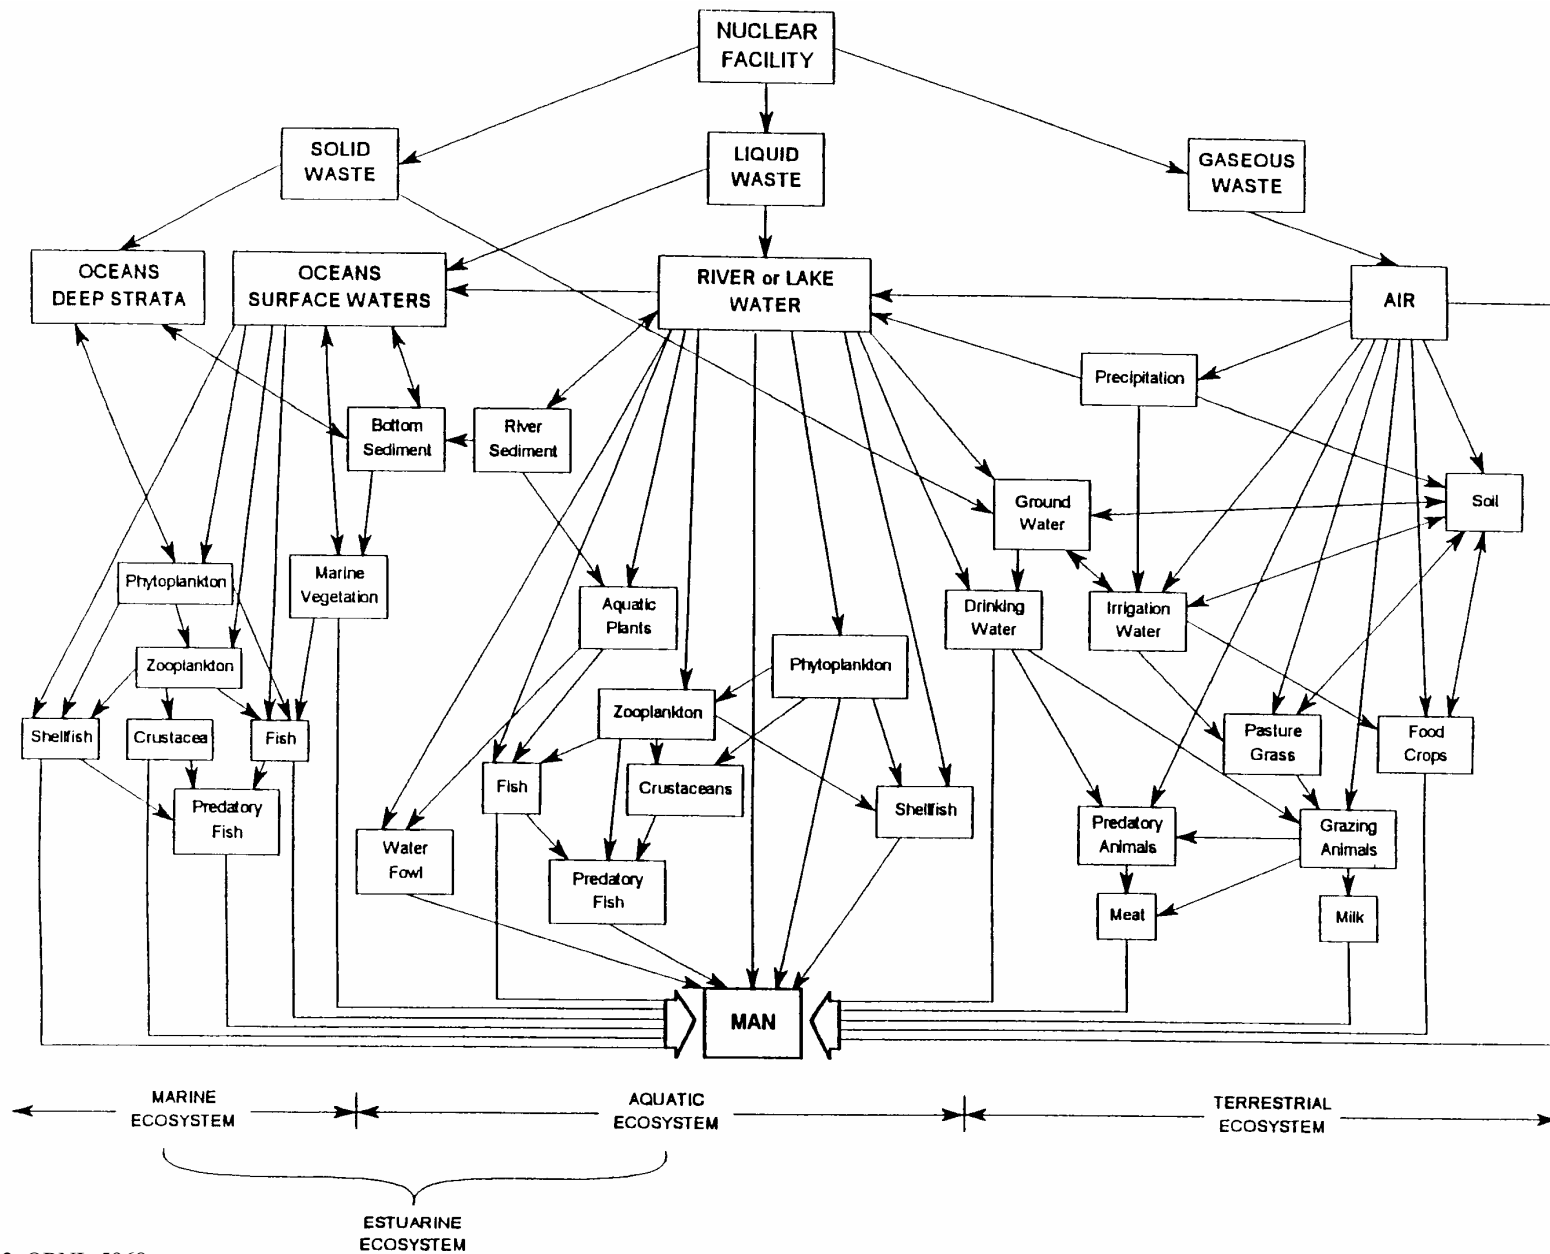 NUCLEAR
FACILITY
SOLID
WASTE
LIQUID
WASTE
GASEOUS
WASTE
OCEANS
DEEP STRATA
OCEANS
SURFACE WATERS
RIVER or LAKE
WATER
AIR
Precipitation
Bottom
Sediment
River
Sediment
Ground
Water
Soil
Phytoplankton
Marine
Vegetation
Aquatic
Plants
Drinking
Water
Irrigation
Water
Zooplankton
Phytoplankton
Zooplankton
Shellfish
Crustacea
Fish
Pasture
Grass
Food
Crops
Fish
Crustaceans
Shellfish
Predatory
Fish
Predatory
Animals
Grazing
Animals
Water
Fowl
Predatory
Fish
Meat
Milk
MAN
MARINE
ECOSYSTEM
AQUATIC
ECOSYSTEM
TERRESTRIAL
ECOSYSTEM
ESTUARINE
ECOSYSTEM